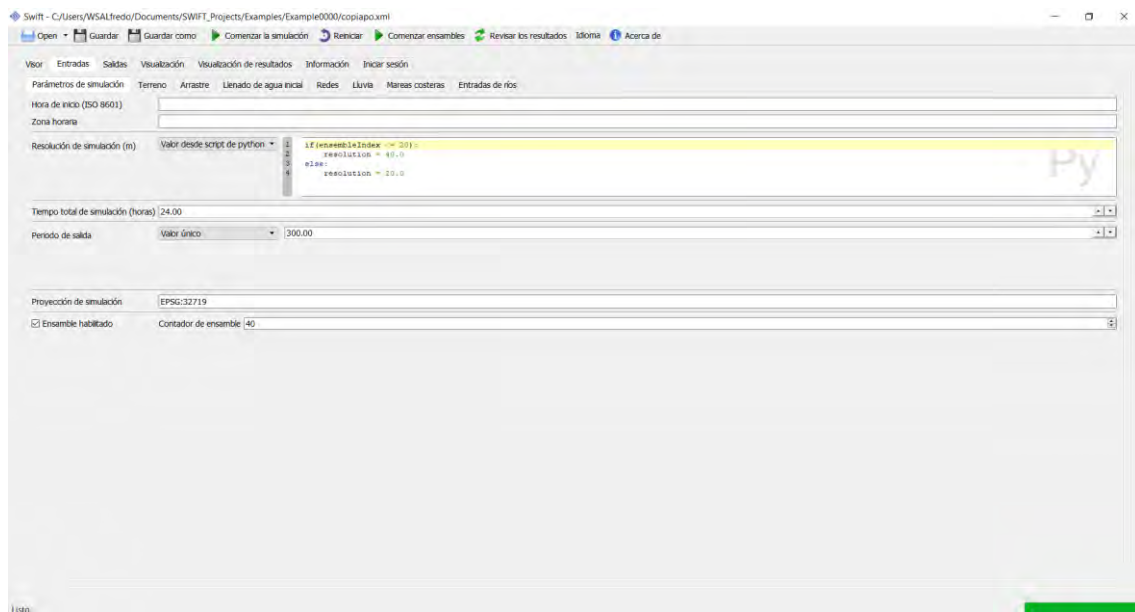 Swift - C:/Users/WSALfredo/Documents/SWIFT_Projects/Examples/Example0000/copiapo.xml
Open Guardar Guardar como Comenzar la simulación Reiniciar Comenzar ensambles Revisar los resultados Idioma Acerca de
Visor Entradas Salidas Visualización Visualización de resultados Información Iniciar sesión
Parámetros de simulación Terreno Arrastre Llenado de agua inicial Redes Lluvia Mareas costeras Entradas de ríos
Hora de inicio (ISO 8601)
Zona horaria
Resolución de simulación (m) Valor desde script de python
1 if(ensembleIndex <= 20):
2 resolution = 40.0
3 else:
4 resolution = 20.0
Py
Tiempo total de simulación (horas) 24.00
Periodo de salida Valor único 300.00
Proyección de simulación EPSG:32719
Ensamble habilitado Contador de ensamble 40
Listo